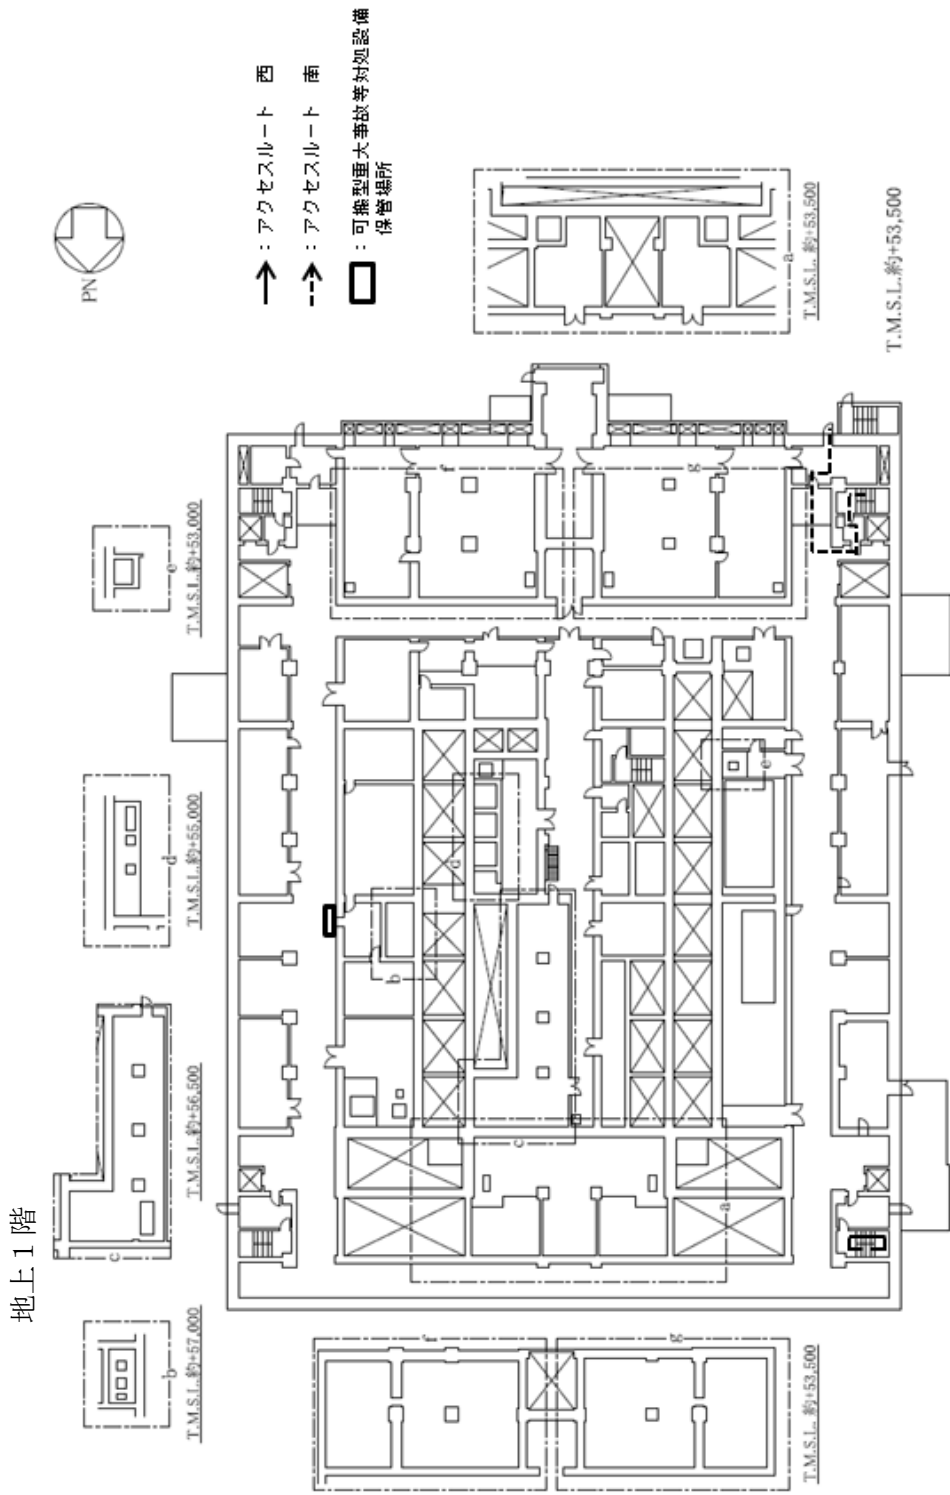 地上1階
PN
：アクセスルート　西
：アクセスルート　南
：可搬型重大事故等対処設備
保管場所
b
T.M.S.L.約+57,000
c
T.M.S.L.約+56,500
d
T.M.S.L.約+55,000
e
T.M.S.L.約+53,000
a
T.M.S.L. 約+53,500
f
g
T.M.S.L. 約+53,500
f
g
e
d
b
c
a
T.M.S.L.約+53,500